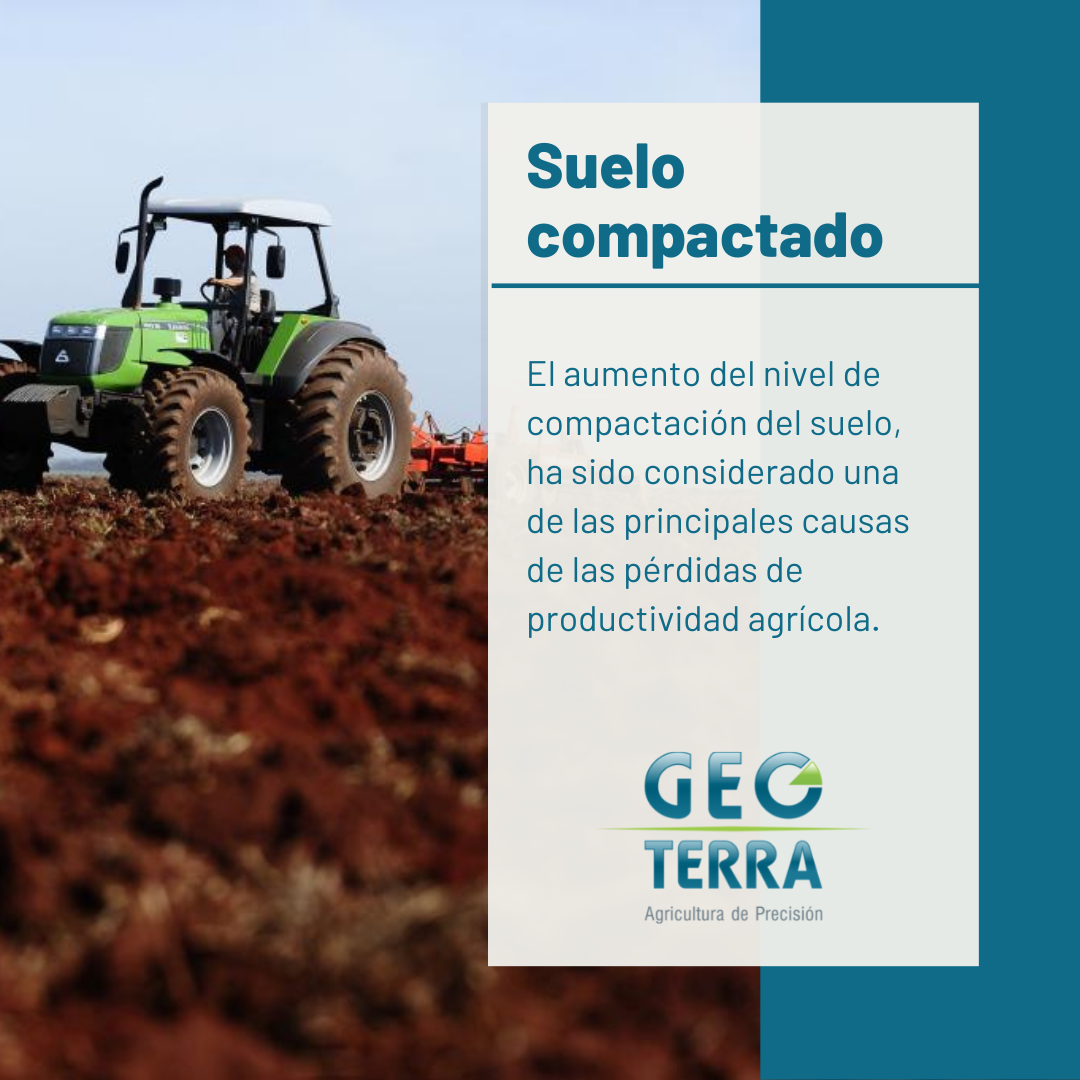 Suelo
compactado
El aumento del nivel de
compactación del suelo,
ha sido considerado una
de las principales causas
de las pérdidas de
productividad agrícola.
GEO
TERRA
Agricultura de Precisión